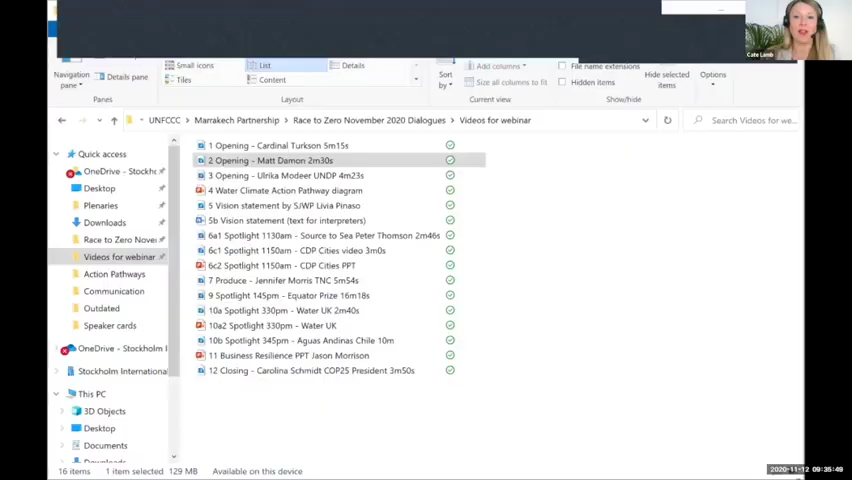 Cate Lamb
Small icons
List
Details
Tiles
Content
Navigation
pane
Details pane
Sort
by
Add columns
Size all columns to fit
File name extensions
Hidden items
Hide selected
items
Options
Panes
Layout
Current view
Show/hide
UNFCCC > Marrakech Partnership > Race to Zero November 2020 Dialogues > Videos for webinar
Search Videos for we...
Quick access
OneDrive - Stockh
Desktop
Plenaries
Downloads
Race to Zero Nove
Videos for webinar
Action Pathways
Communication
Outdated
Speaker cards
OneDrive - Stockholm
Stockholm International
This PC
3D Objects
Desktop
Documents
Downloads
1 Opening - Cardinal Turkson 5m15s
2 Opening - Matt Damon 2m30s
3 Opening - Ulrika Modeer UNDP 4m23s
4 Water Climate Action Pathway diagram
5 Vision statement by SJWP Livia Pinaso
5b Vision statement (text for interpreters)
6a1 Spotlight 1130am - Source to Sea Peter Thomson 2m46s
6c1 Spotlight 1150am - CDP Cities video 3m0s
6c2 Spotlight 1150am - CDP Cities PPT
7 Produce - Jennifer Morris TNC 5m54s
9 Spotlight 145pm - Equator Prize 16m18s
10a Spotlight 330pm - Water UK 2m40s
10a2 Spotlight 330pm - Water UK
10b Spotlight 345pm - Aguas Andinas Chile 10m
11 Business Resilience PPT Jason Morrison
12 Closing - Carolina Schmidt COP25 President 3m50s
16 items
1 item selected 129 MB
Available on this device
2020-11-12 09:35:49